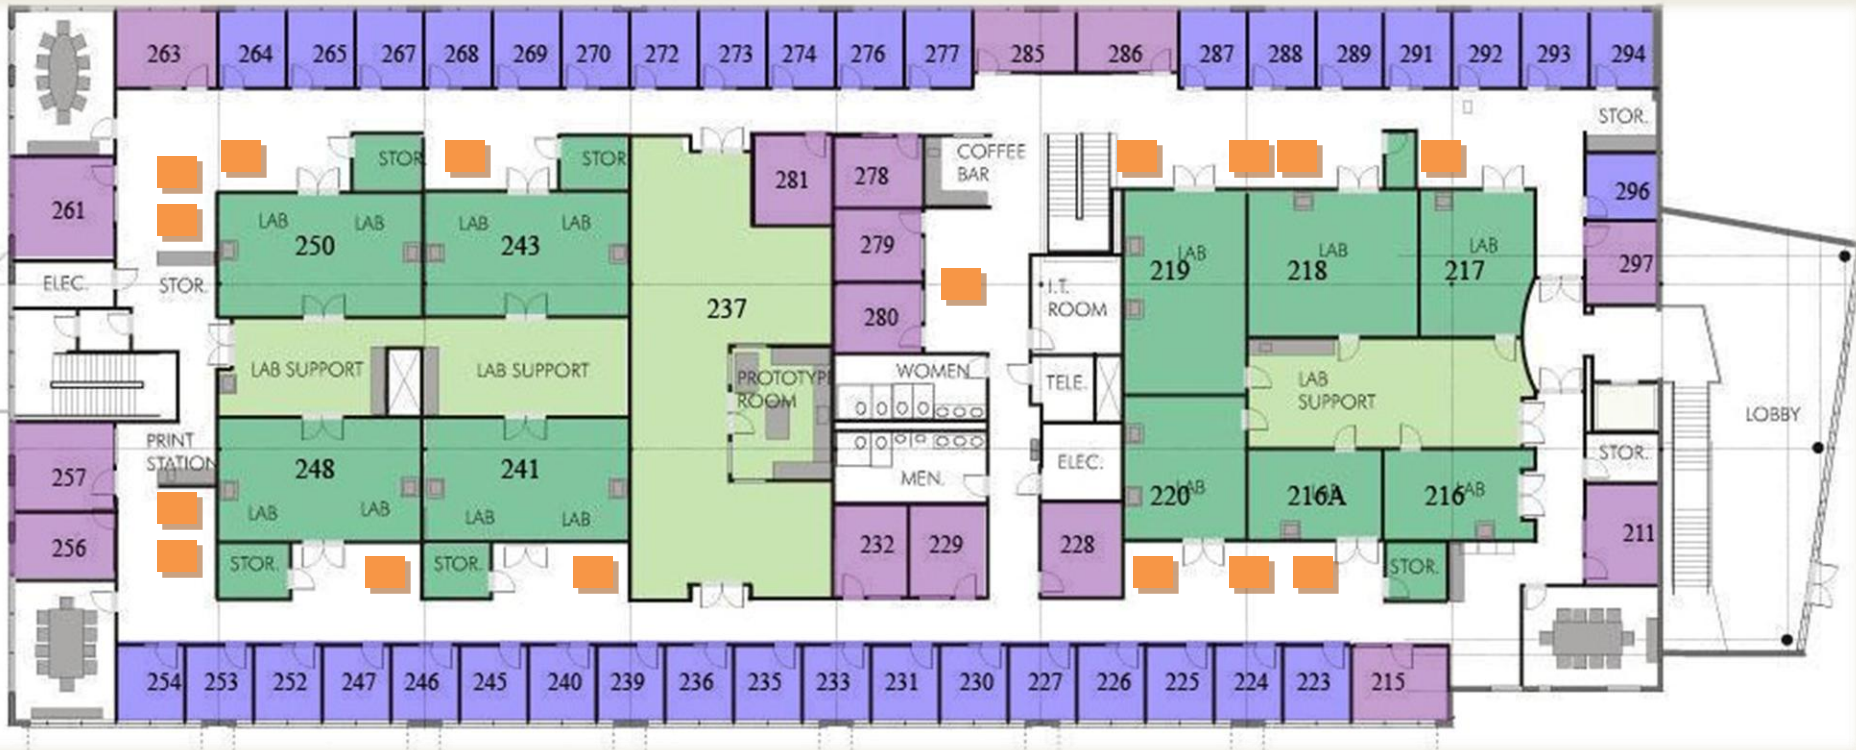 263
264
265
267
268
269
270
272
273
274
276
277
285
286
287
288
289
291
292
293
294
STOR.
STOR
STOR
COFFEE
BAR
281
278
296
261
LAB
LAB
250
LAB
LAB
243
279
LAB
219
LAB
218
LAB
217
297
ELEC.
STOR.
237
280
I.T.
ROOM
LAB SUPPORT
LAB SUPPORT
PROTOTYPE
ROOM
WOMEN
TELE.
LAB
SUPPORT
LOBBY
PRINT
STATION
257
248
LAB
LAB
241
LAB
LAB
MEN.
ELEC.
220
LAB
216A
LAB
216
LAB
STOR.
256
STOR.
STOR.
232
229
228
STOR.
211
254
253
252
247
246
245
240
239
236
235
233
231
230
227
226
225
224
223
215